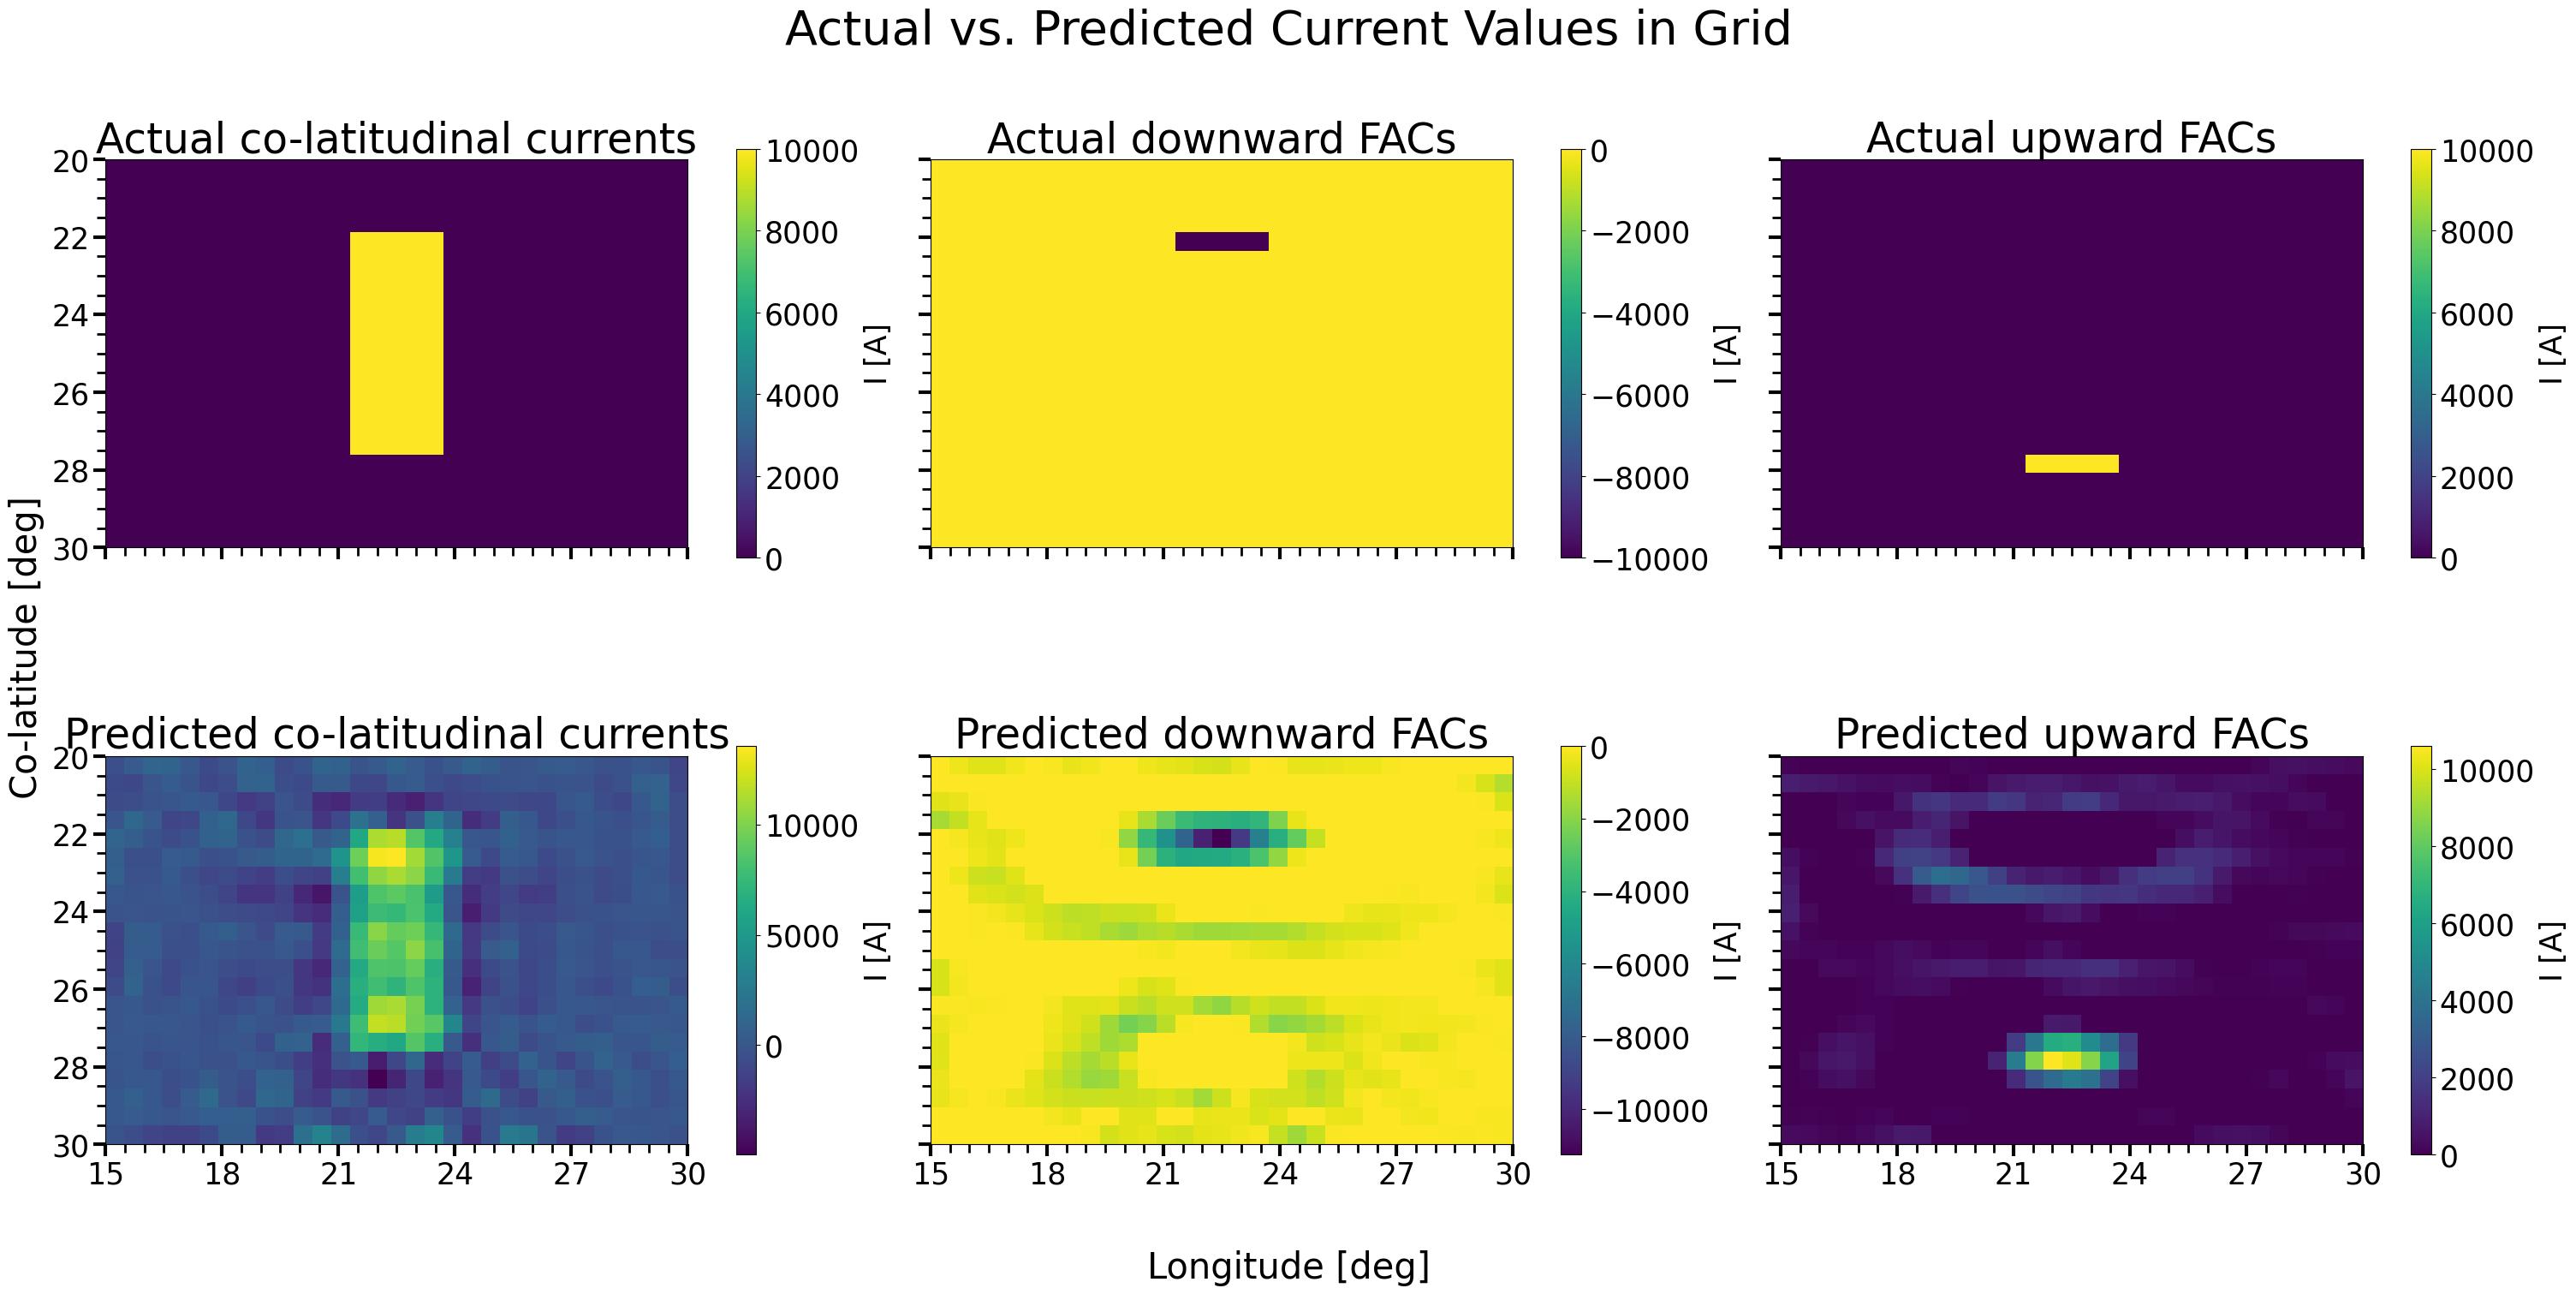 Actual vs. Predicted Current Values in Grid
Actual co-latitudinal currents
Actual downward FACs
Actual upward FACs
20
22
24
26
28
30
10000
8000
6000
4000
2000
0
I [A]
0
−2000
−4000
−6000
−8000
−10000
I [A]
10000
8000
6000
4000
2000
0
I [A]
Co-latitude [deg]
Predicted co-latitudinal currents
Predicted downward FACs
Predicted upward FACs
20
22
24
26
28
30
10000
5000
0
I [A]
0
−2000
−4000
−6000
−8000
−10000
I [A]
10000
8000
6000
4000
2000
0
I [A]
15 18 21 24 27 30
15 18 21 24 27 30
15 18 21 24 27 30
Longitude [deg]